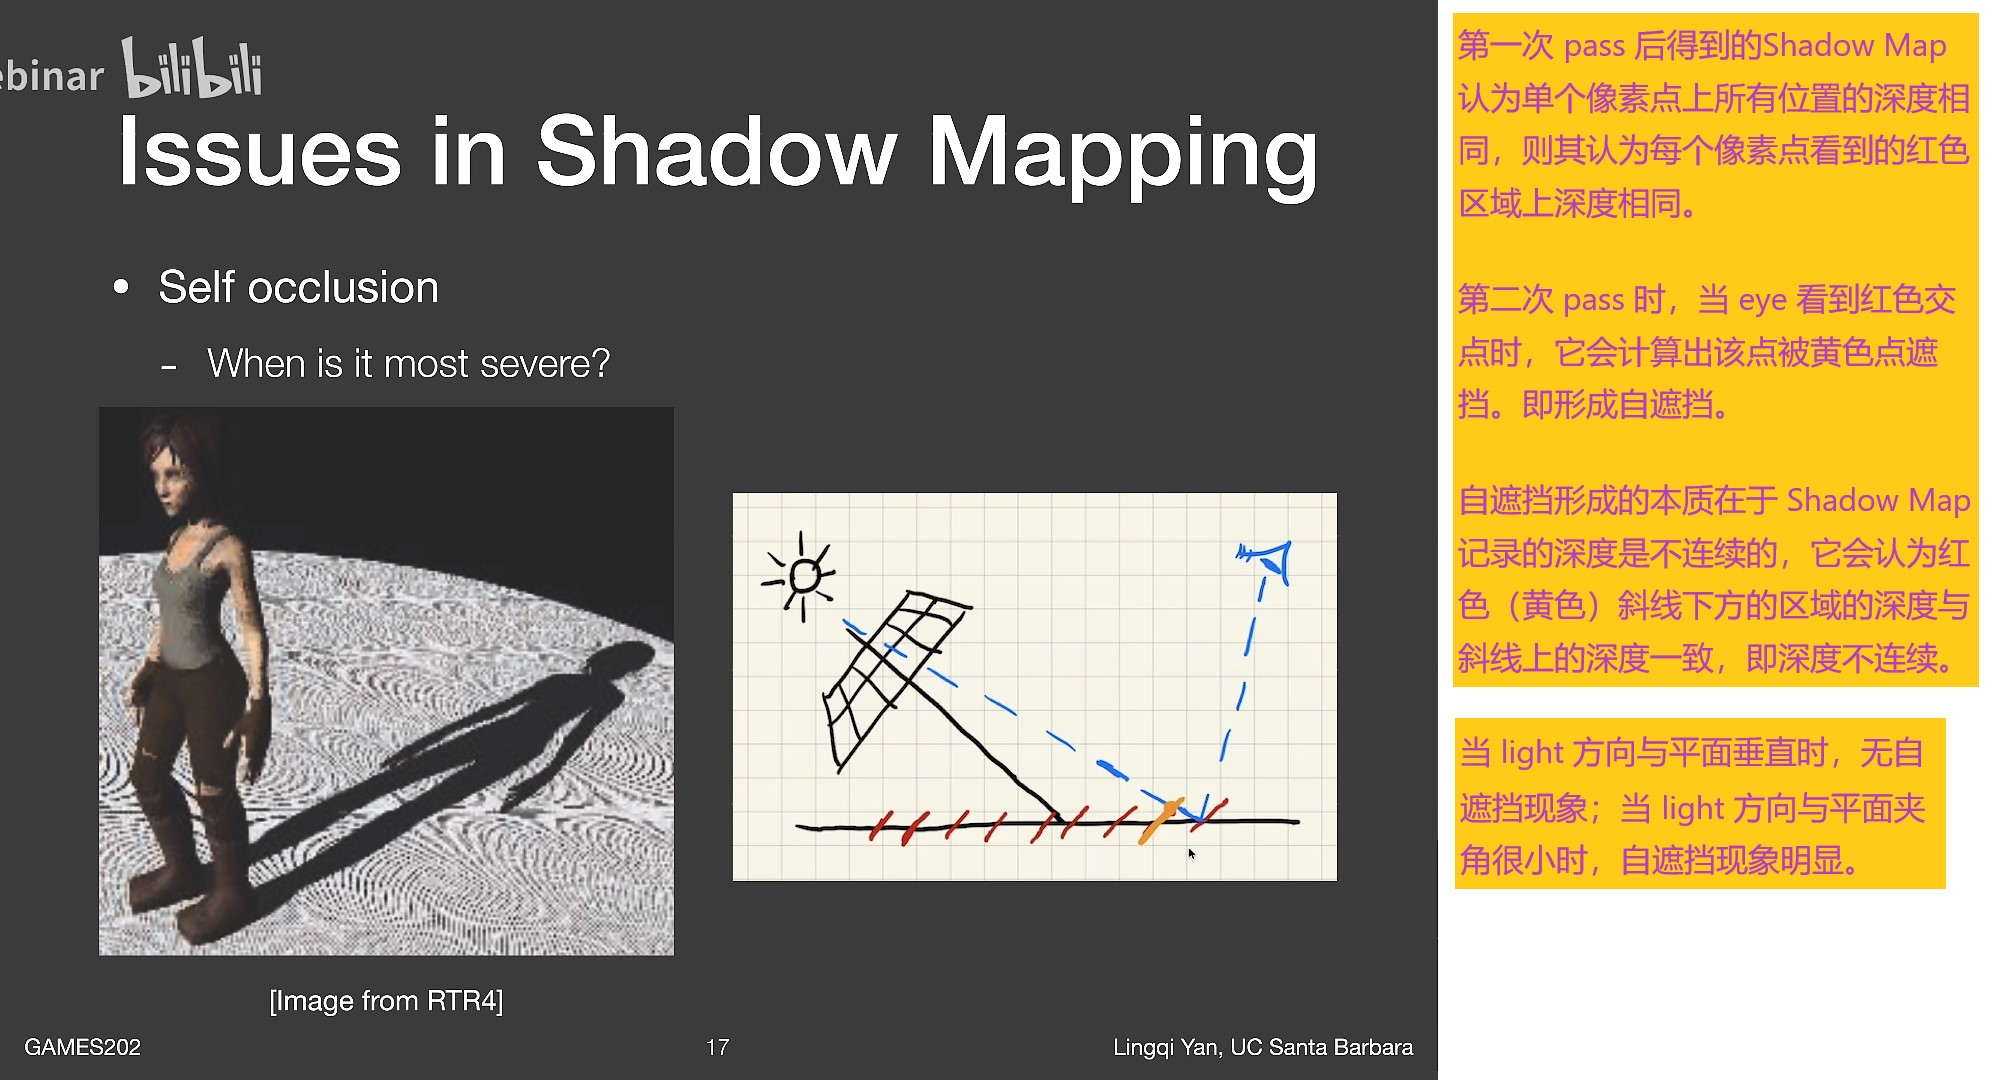 ebinar bilibili
Issues in Shadow Mapping
• Self occlusion
– When is it most severe?
[Image from RTR4]
GAMES202
17
Lingqi Yan, UC Santa Barbara
第一次 pass 后得到的Shadow Map
认为单个像素点上所有位置的深度相
同，则其认为每个像素点看到的红色
区域上深度相同。
第二次 pass 时，当 eye 看到红色交
点时，它会计算出该点被黄色点遮
挡。即形成自遮挡。
自遮挡形成的本质在于 Shadow Map
记录的深度是不连续的，它会认为红
色（黄色）斜线下方的区域的深度与
斜线上的深度一致，即深度不连续。
当 light 方向与平面垂直时，无自
遮挡现象；当 light 方向与平面夹
角很小时，自遮挡现象明显。